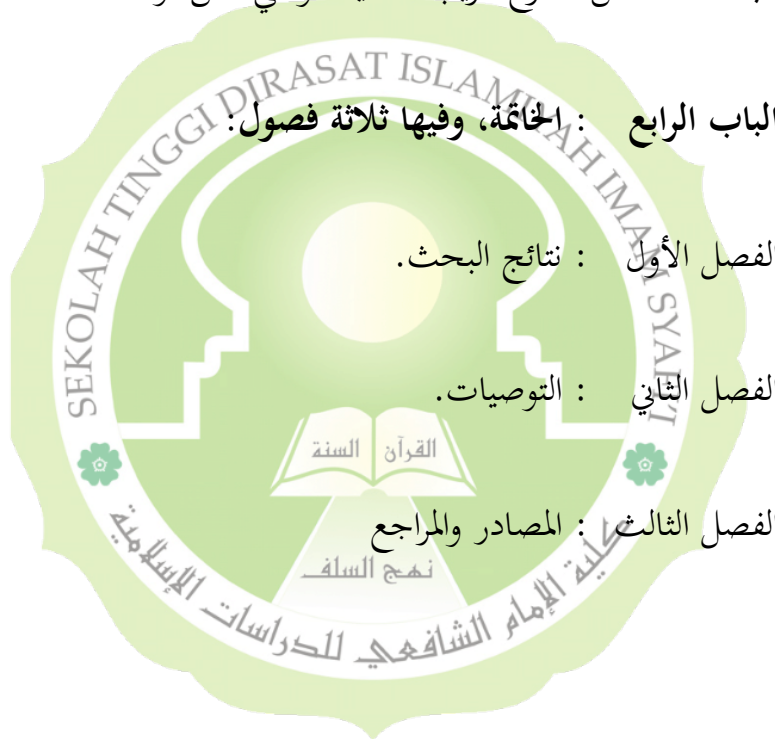 الباب الرابع : الخاتمة، وفيها ثلاثة فصول:
الفصل الأول : نتائج البحث.
الفصل الثاني : التوصيات.
الفصل الثالث : المصادر والمراجع
SEKOLAH TINGGI DIRASAT ISLAMIYAH IMAM SYAFI'I
القرآن السنة
نهج السلف
كلية الإمام الشافعي للدراسات الإسلامية